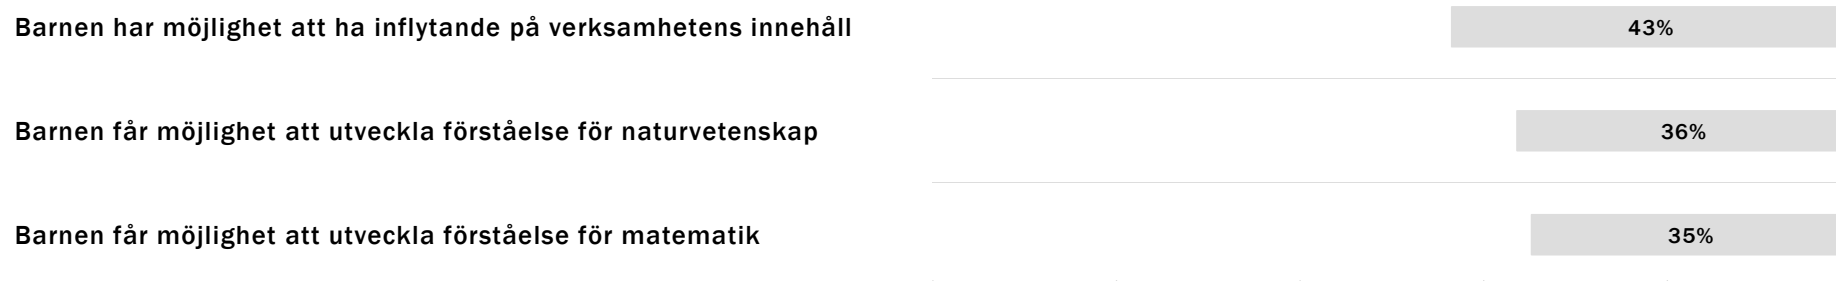 Barnen har möjlighet att ha inflytande på verksamhetens innehåll 43%
Barnen får möjlighet att utveckla förståelse för naturvetenskap 36%
Barnen får möjlighet att utveckla förståelse för matematik 35%